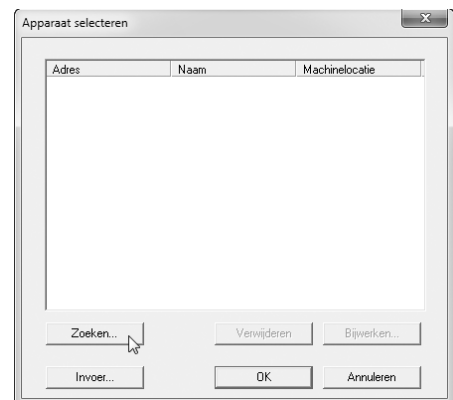 Apparaat selecteren
Adres Naam Machinelocatie
Zoeken... Verwijderen Bijwerken...
Invoer... OK Annuleren